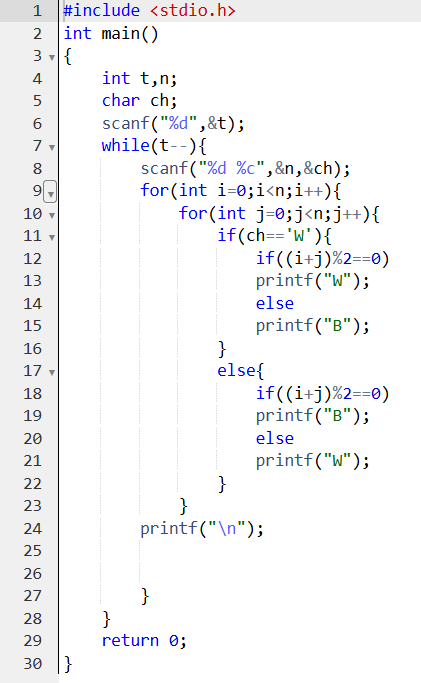 1 #include <stdio.h>
2 int main()
3 {
4     int t,n;
5     char ch;
6     scanf("%d",&t);
7     while(t--){
8         scanf("%d %c",&n,&ch);
9         for(int i=0;i<n;i++){
10             for(int j=0;j<n;j++){
11                 if(ch=='W'){
12                     if((i+j)%2==0)
13                     printf("W");
14                     else
15                     printf("B");
16                 }
17                 else{
18                     if((i+j)%2==0)
19                     printf("B");
20                     else
21                     printf("W");
22                 }
23             }
24         printf("\n");
25
26
27         }
28     }
29     return 0;
30 }